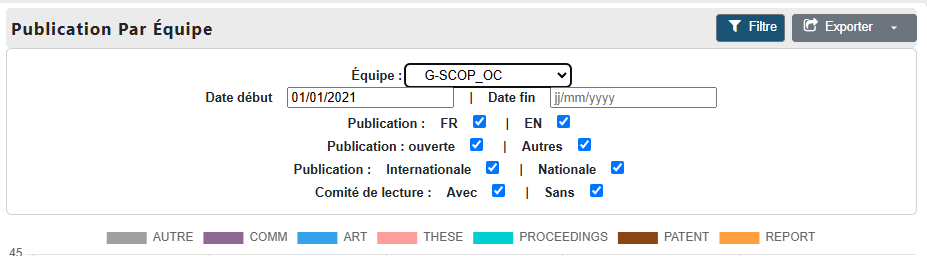 Publication Par Équipe Filtre Exporter
Équipe : G-SCOP_OC
Date début 01/01/2021 | Date fin jj/mm/yyyy
Publication : FR | EN
Publication : ouverte | Autres
Publication : Internationale | Nationale
Comité de lecture : Avec | Sans
AUTRE COMM ART THESE PROCEEDINGS PATENT REPORT
45